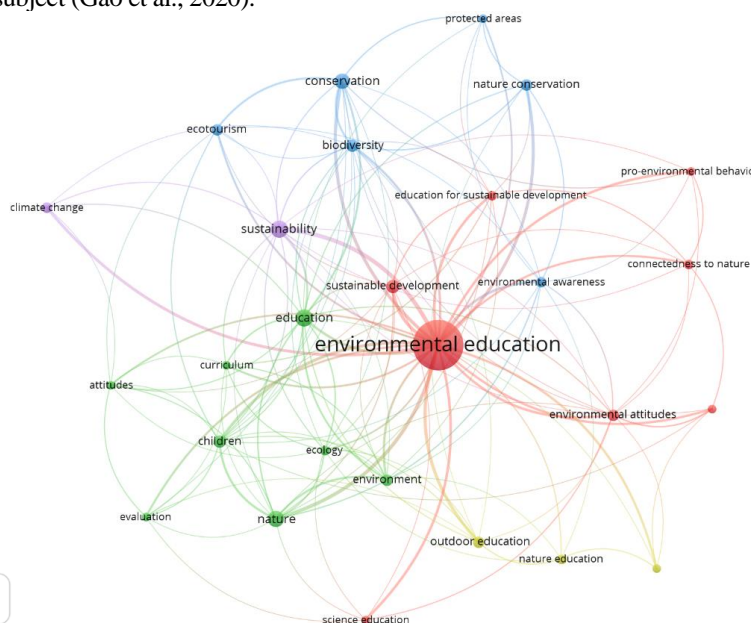 subject (Gao et al., 2020).
protected areas
conservation
nature conservation
ecotourism
biodiversity
pro-environmental behavio
education for sustainable development
climate change
sustainability
connectedness to nature
sustainable development
environmental awareness
education
environmental education
curriculum
attitudes
environmental attitudes
children
ecology
environment
evaluation
nature
outdoor education
nature education
science education